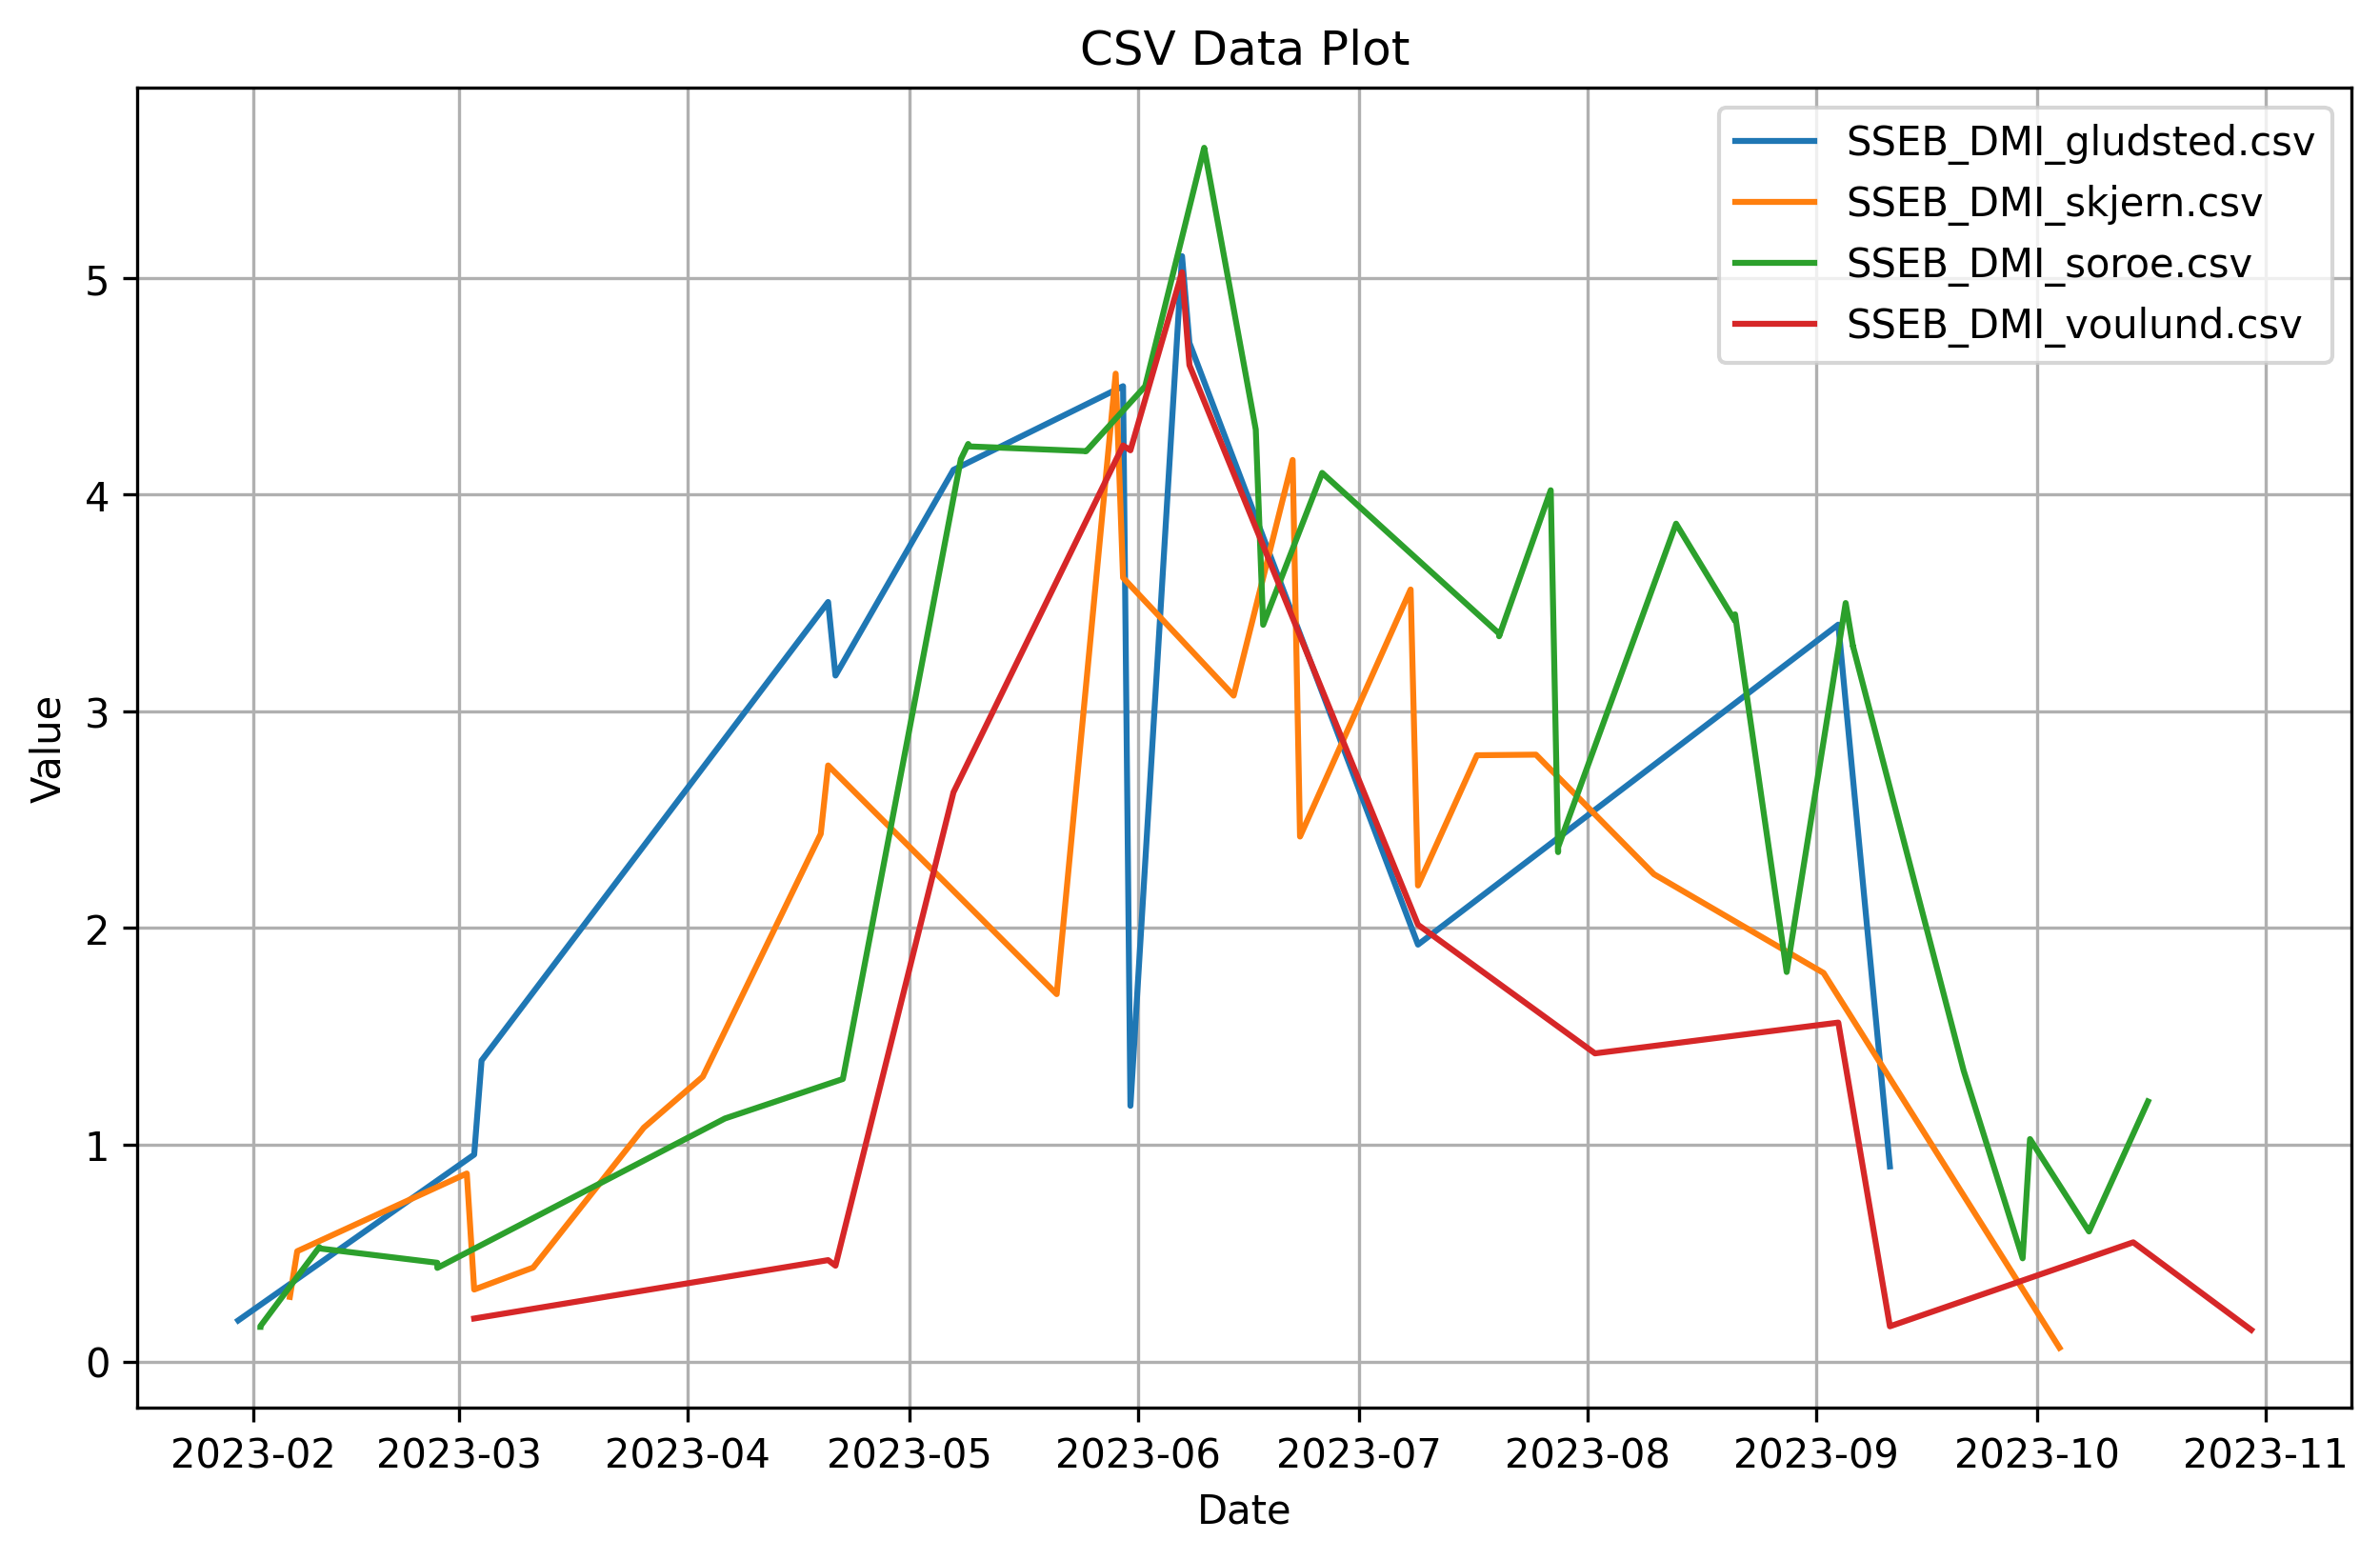 CSV Data Plot
SSEB_DMI_gludsted.csv
SSEB_DMI_skjern.csv
SSEB_DMI_soroe.csv
SSEB_DMI_voulund.csv
Value
5
4
3
2
1
0
2023-02 2023-03 2023-04 2023-05 2023-06 2023-07 2023-08 2023-09 2023-10 2023-11
Date